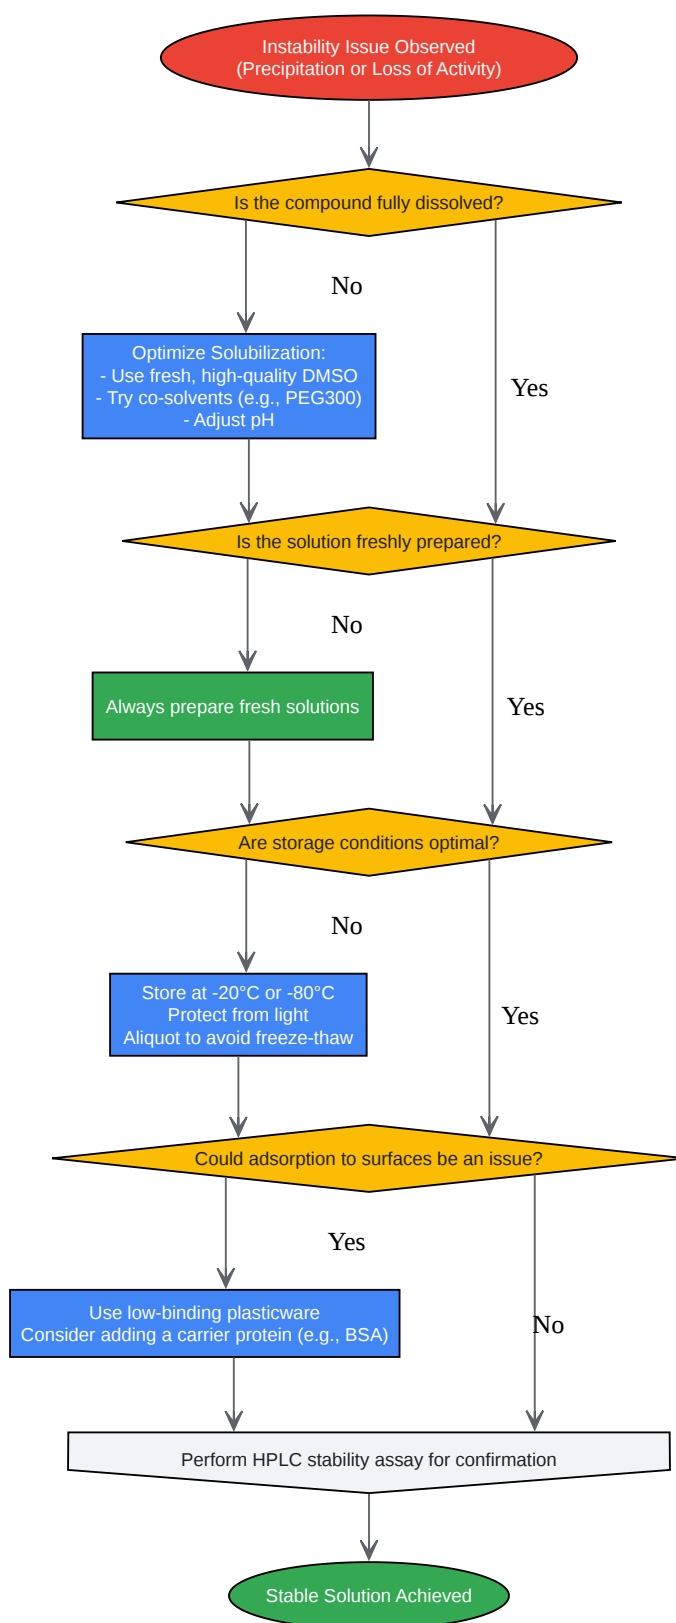 Instability Issue Observed
(Precipitation or Loss of Activity)
Is the compound fully dissolved?
No
Optimize Solubilization:
- Use fresh, high-quality DMSO
- Try co-solvents (e.g., PEG300)
- Adjust pH
Yes
Is the solution freshly prepared?
No
Always prepare fresh solutions
Yes
Are storage conditions optimal?
No
Store at -20°C or -80°C
Protect from light
Aliquot to avoid freeze-thaw
Yes
Could adsorption to surfaces be an issue?
Yes
Use low-binding plasticware
Consider adding a carrier protein (e.g., BSA)
No
Perform HPLC stability assay for confirmation
Stable Solution Achieved